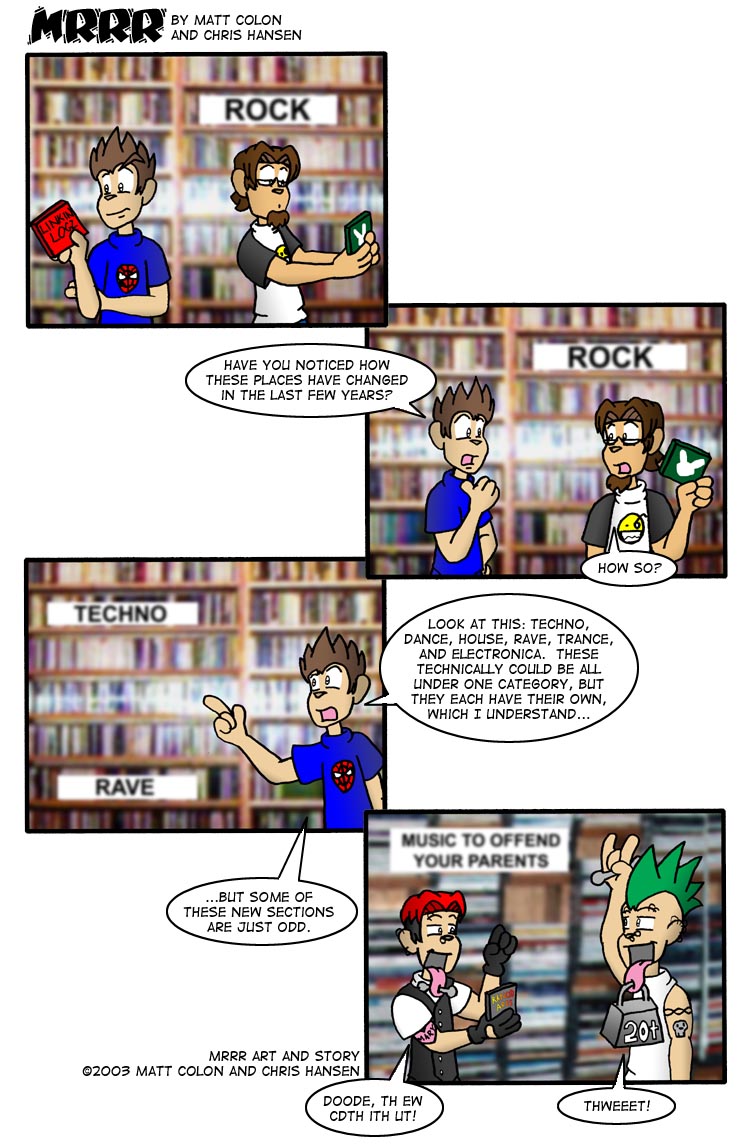 MRRR
BY MATT COLON
AND CHRIS HANSEN
ROCK
LINKIN
LOGZ
HAVE YOU NOTICED HOW
THESE PLACES HAVE CHANGED
IN THE LAST FEW YEARS?
ROCK
HOW SO?
TECHNO
RAVE
LOOK AT THIS: TECHNO,
DANCE, HOUSE, RAVE, TRANCE,
AND ELECTRONICA. THESE
TECHNICALLY COULD BE ALL
UNDER ONE CATEGORY, BUT
THEY EACH HAVE THEIR OWN,
WHICH I UNDERSTAND...
...BUT SOME OF
THESE NEW SECTIONS
ARE JUST ODD.
MUSIC TO OFFEND
YOUR PARENTS
20t
MRRR ART AND STORY
©2003 MATT COLON AND CHRIS HANSEN
DOODE, TH EW
CDTH ITH UT!
THWEEET!